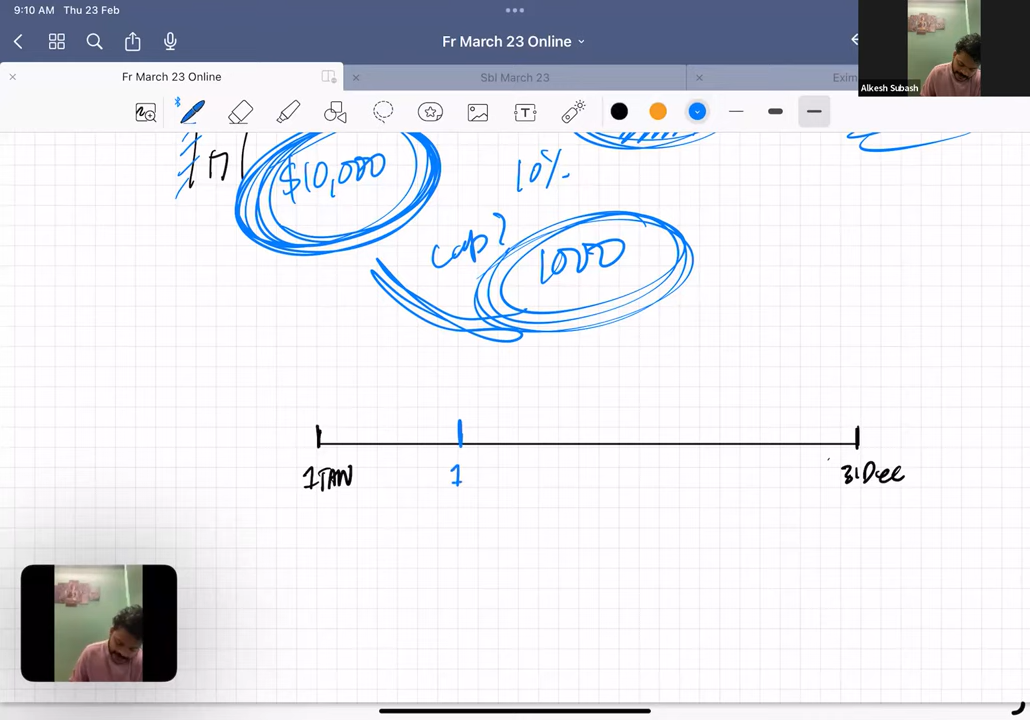 9:10 AM Thu 23 Feb
Fr March 23 Online
Fr March 23 Online
Sbl March 23
Exim
Alkesh Subash
$10,000
10%
cap?
1000
1 JAN
1
31 Dec